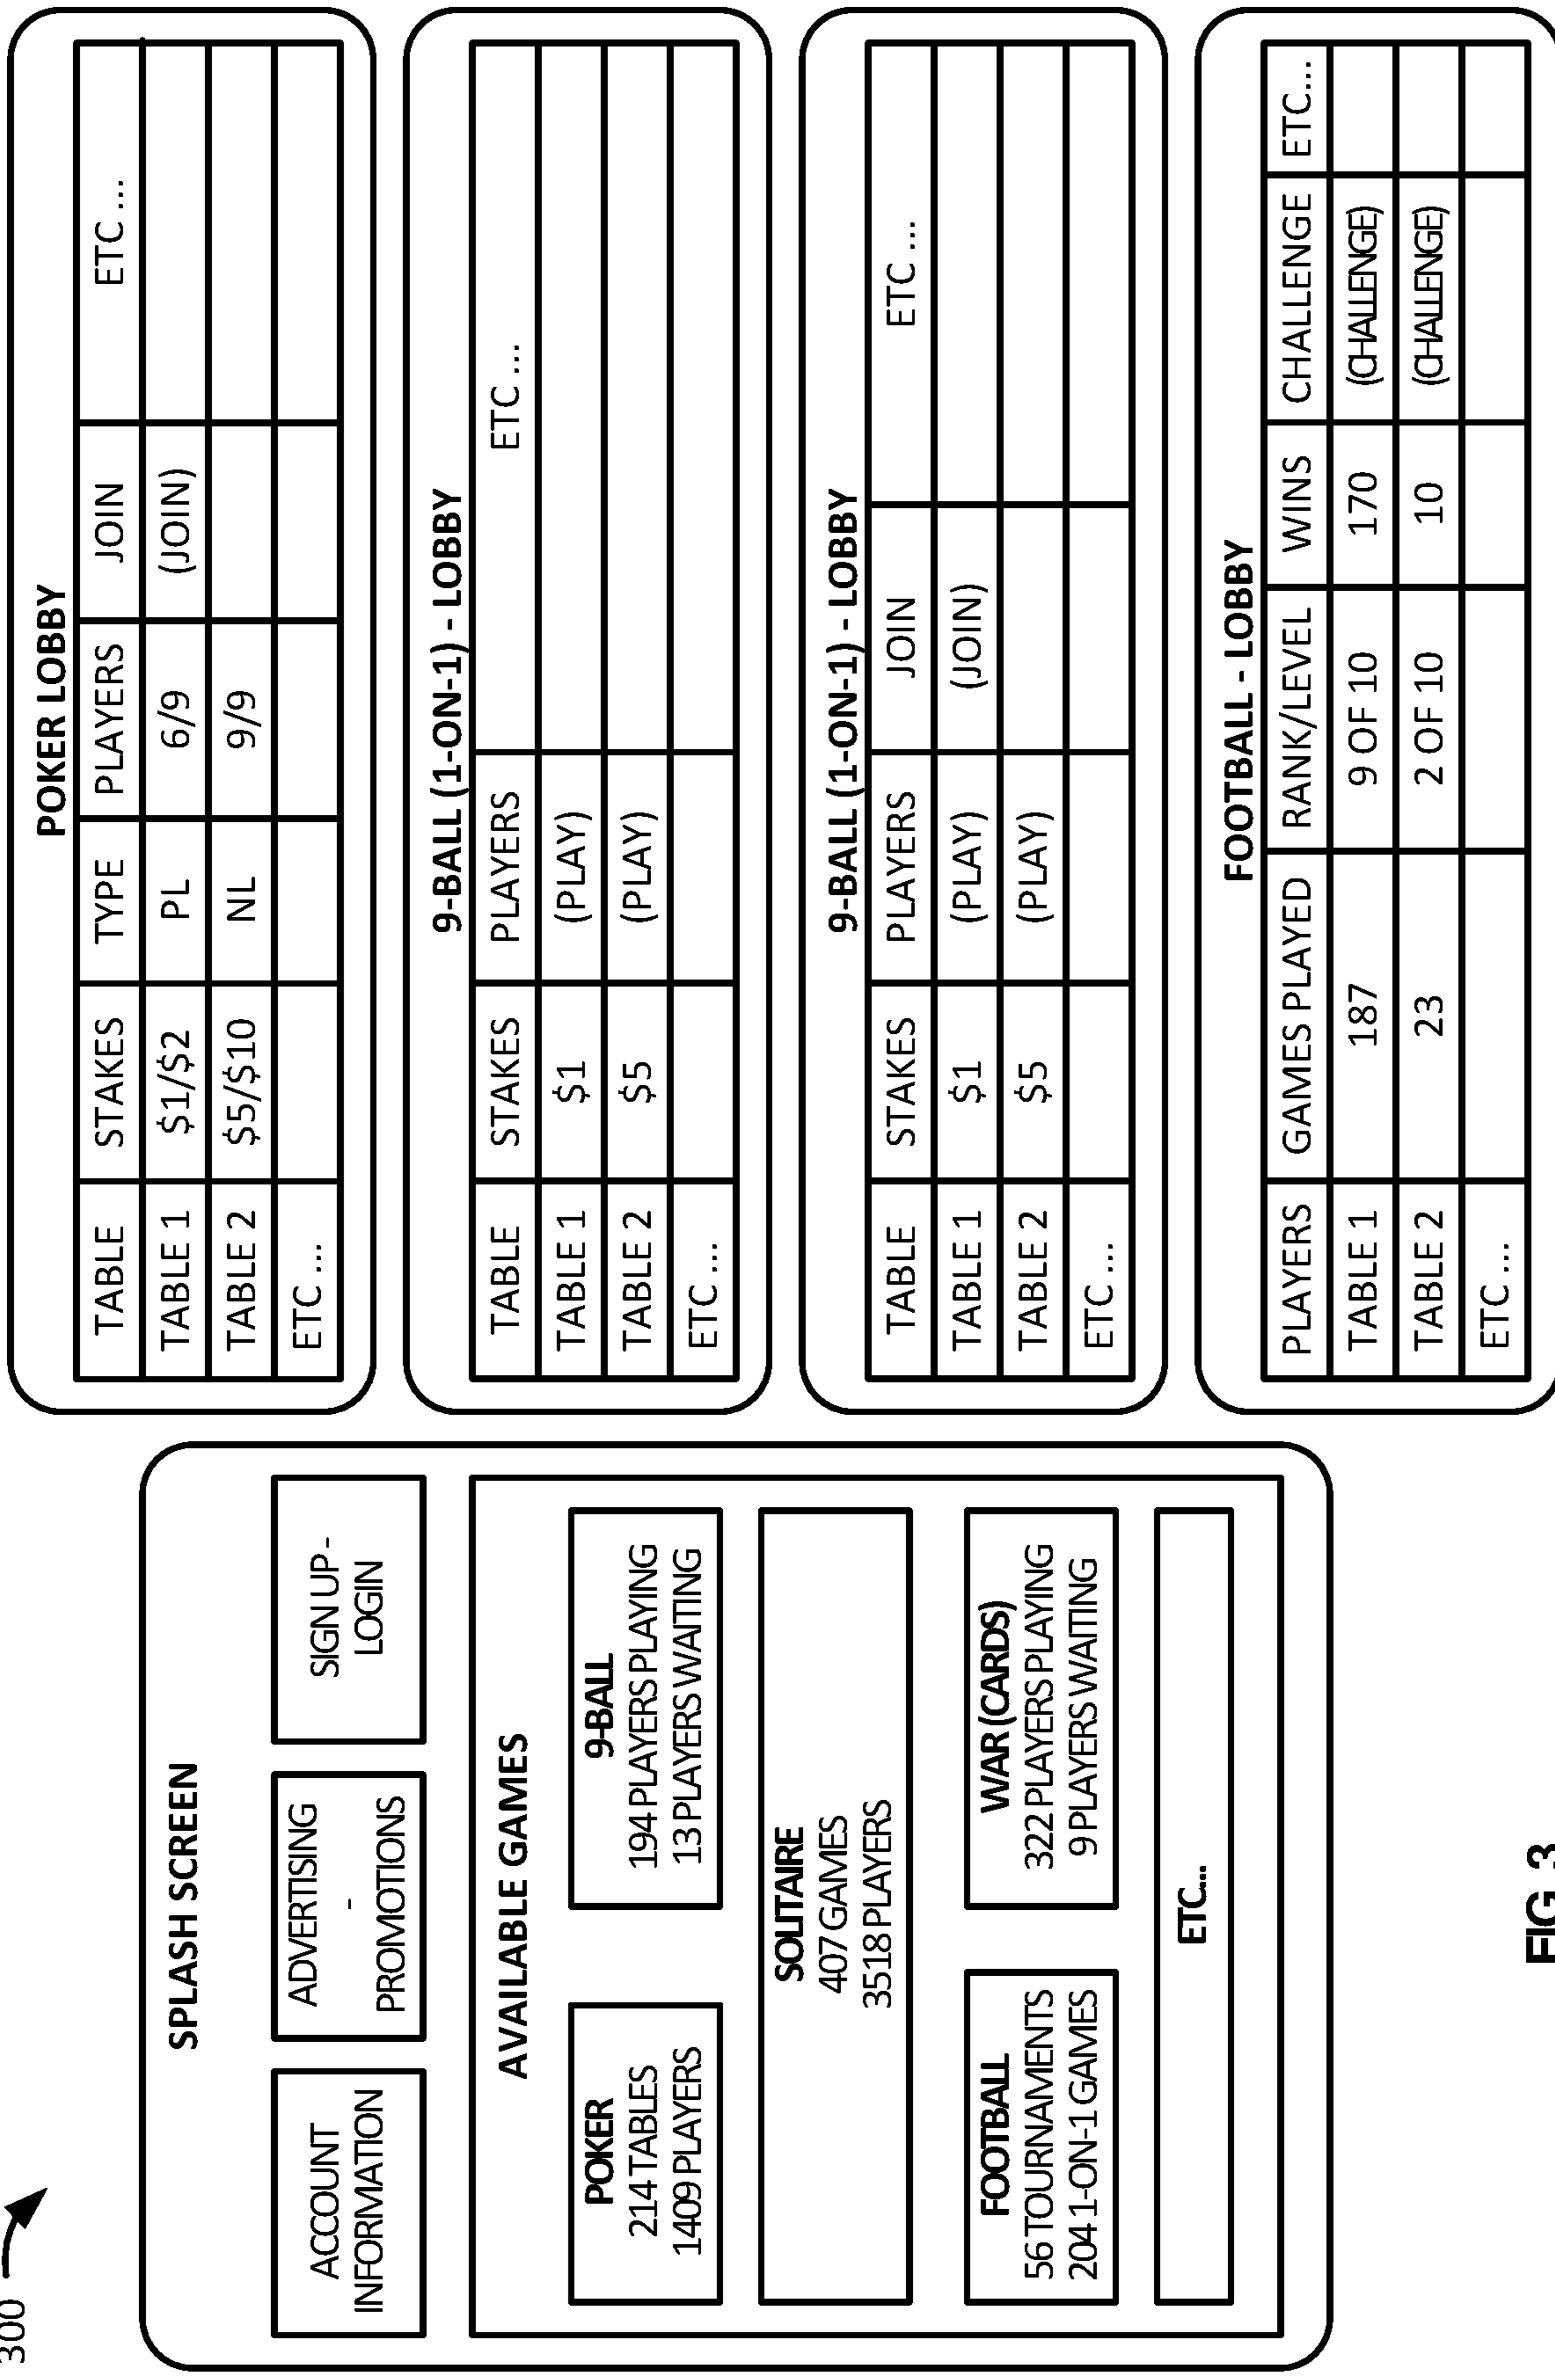 300
SPLASH SCREEN
ACCOUNT
INFORMATION
ADVERTISING
-
PROMOTIONS
SIGN UP -
LOGIN
AVAILABLE GAMES
POKER
214 TABLES
1409 PLAYERS
9-BALL
194 PLAYERS PLAYING
13 PLAYERS WAITING
SOLITAIRE
407 GAMES
3518 PLAYERS
FOOTBALL
56 TOURNAMENTS
204 1-ON-1 GAMES
WAR (CARDS)
322 PLAYERS PLAYING
9 PLAYERS WAITING
ETC...
POKER LOBBY
TABLE STAKES TYPE PLAYERS JOIN ETC ...
TABLE 1 $1/$2 PL 6/9 (JOIN)
TABLE 2 $5/$10 NL 9/9
ETC ...
9-BALL (1-ON-1) - LOBBY
TABLE STAKES PLAYERS ETC ...
TABLE 1 $1 (PLAY)
TABLE 2 $5 (PLAY)
ETC ...
9-BALL (1-ON-1) - LOBBY
TABLE STAKES PLAYERS JOIN ETC ...
TABLE 1 $1 (PLAY) (JOIN)
TABLE 2 $5 (PLAY)
ETC ...
FOOTBALL - LOBBY
PLAYERS GAMES PLAYED RANK/LEVEL WINS CHALLENGE ETC...
TABLE 1 187 9 OF 10 170 (CHALLENGE)
TABLE 2 23 2 OF 10 10 (CHALLENGE)
ETC ...
FIG. 3